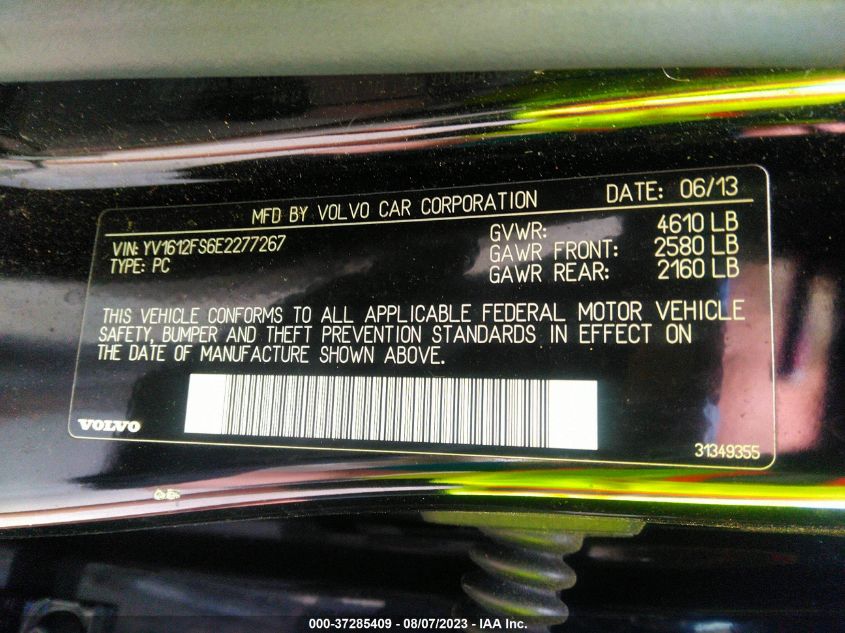 MFD BY VOLVO CAR CORPORATION DATE: 06/13
VIN: YV1612FS6E2277267
TYPE: PC
GVWR: 4610 LB
GAWR FRONT: 2580 LB
GAWR REAR: 2160 LB
THIS VEHICLE CONFORMS TO ALL APPLICABLE FEDERAL MOTOR VEHICLE
SAFETY, BUMPER AND THEFT PREVENTION STANDARDS IN EFFECT ON
THE DATE OF MANUFACTURE SHOWN ABOVE.
VOLVO
31349355
000-37285409 - 08/07/2023 - IAA Inc.